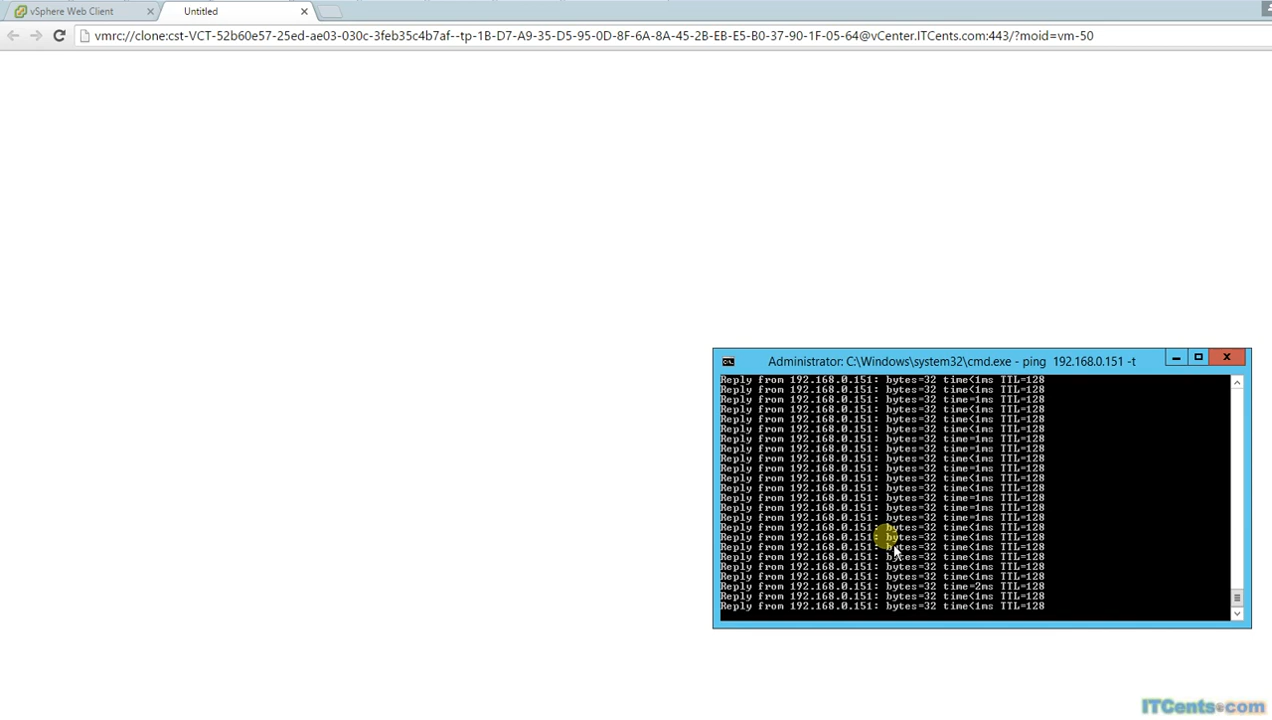 vSphere Web Client
Untitled
vmrc://clone:cst-VCT-52b60e57-25ed-ae03-030c-3feb35c4b7af--tp-1B-D7-A9-35-D5-95-0D-8F-6A-8A-45-2B-EB-E5-B0-37-90-1F-05-64@vCenter.ITCents.com:443/?moid=vm-50
Administrator: C:\Windows\system32\cmd.exe - ping 192.168.0.151 -t
Reply from 192.168.0.151: bytes=32 time<1ms TTL=128
Reply from 192.168.0.151: bytes=32 time<1ms TTL=128
Reply from 192.168.0.151: bytes=32 time=1ms TTL=128
Reply from 192.168.0.151: bytes=32 time<1ms TTL=128
Reply from 192.168.0.151: bytes=32 time<1ms TTL=128
Reply from 192.168.0.151: bytes=32 time<1ms TTL=128
Reply from 192.168.0.151: bytes=32 time=1ms TTL=128
Reply from 192.168.0.151: bytes=32 time=1ms TTL=128
Reply from 192.168.0.151: bytes=32 time<1ms TTL=128
Reply from 192.168.0.151: bytes=32 time=1ms TTL=128
Reply from 192.168.0.151: bytes=32 time<1ms TTL=128
Reply from 192.168.0.151: bytes=32 time<1ms TTL=128
Reply from 192.168.0.151: bytes=32 time=1ms TTL=128
Reply from 192.168.0.151: bytes=32 time=1ms TTL=128
Reply from 192.168.0.151: bytes=32 time=1ms TTL=128
Reply from 192.168.0.151: bytes=32 time<1ms TTL=128
Reply from 192.168.0.151: bytes=32 time<1ms TTL=128
Reply from 192.168.0.151: bytes=32 time<1ms TTL=128
Reply from 192.168.0.151: bytes=32 time<1ms TTL=128
Reply from 192.168.0.151: bytes=32 time<1ms TTL=128
Reply from 192.168.0.151: bytes=32 time<1ms TTL=128
Reply from 192.168.0.151: bytes=32 time=2ms TTL=128
Reply from 192.168.0.151: bytes=32 time<1ms TTL=128
Reply from 192.168.0.151: bytes=32 time<1ms TTL=128
ITCents.com